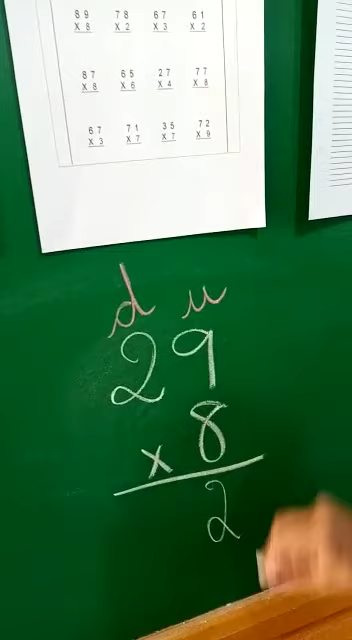 89 78 67 61
X 8 X 2 X 3 X 2
87 65 27 77
X 8 X 6 X 4 X 8
67 71 35 72
X 3 X 7 X 7 X 9
d u
29
x 8
2